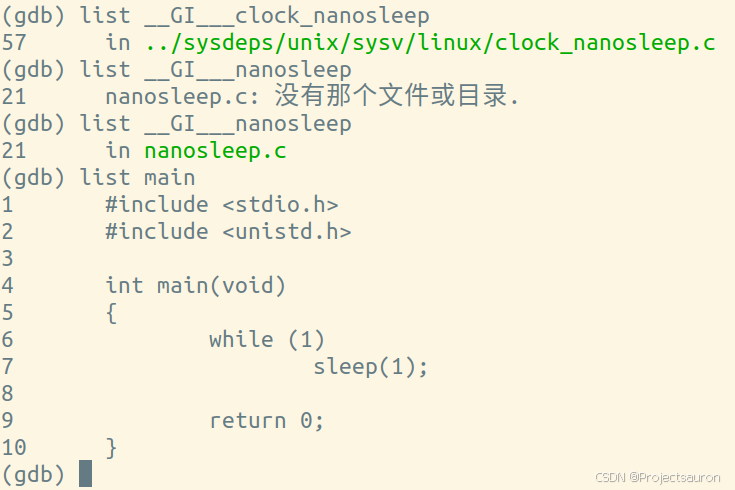 (gdb) list __GI___clock_nanosleep
57      in ../sysdeps/unix/sysv/linux/clock_nanosleep.c
(gdb) list __GI___nanosleep
21      nanosleep.c: 没有那个文件或目录.
(gdb) list __GI___nanosleep
21      in nanosleep.c
(gdb) list main
1       #include <stdio.h>
2       #include <unistd.h>
3
4       int main(void)
5       {
6               while (1)
7                       sleep(1);
8
9               return 0;
10      }
(gdb)
CSDN @Projectsauron